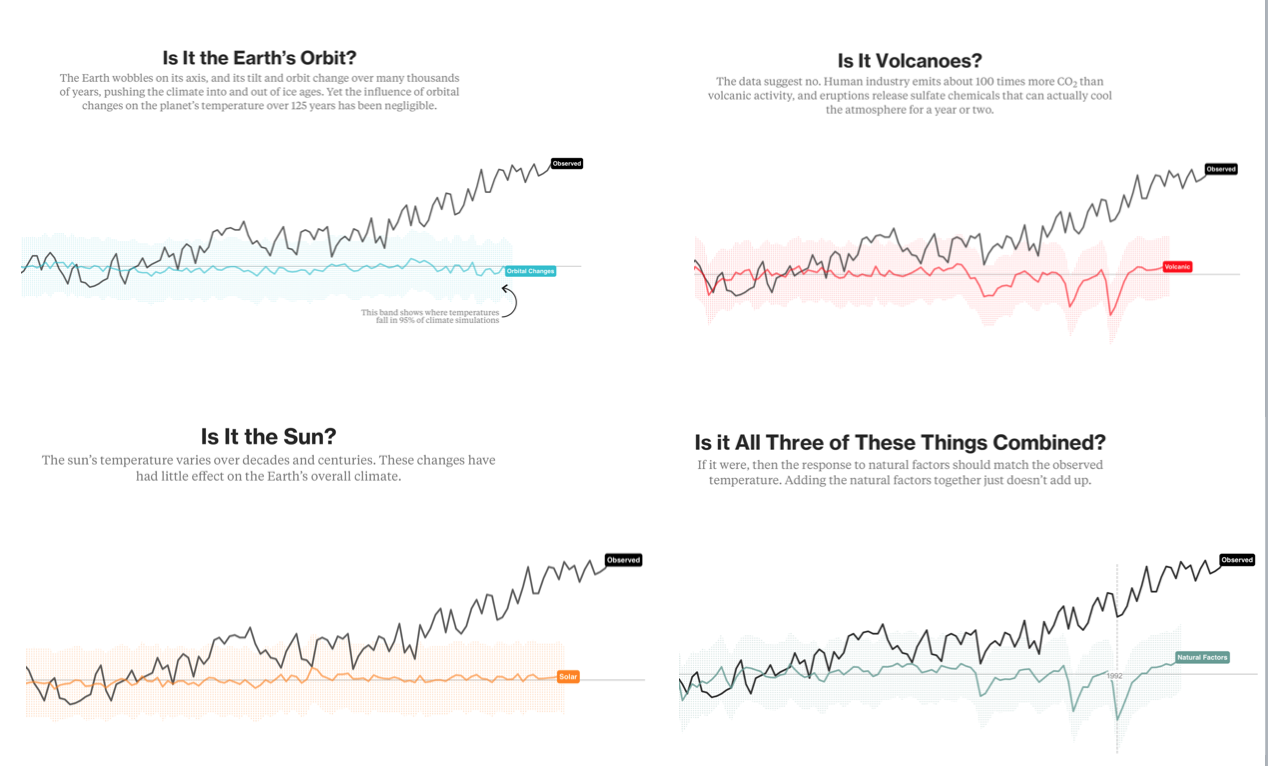 Is It the Earth’s Orbit?
The Earth wobbles on its axis, and its tilt and orbit change over many thousands
of years, pushing the climate into and out of ice ages. Yet the influence of orbital
changes on the planet’s temperature over 125 years has been negligible.
Observed
Orbital Changes
This band shows where temperatures
fall in 95% of climate simulations
Is It Volcanoes?
The data suggest no. Human industry emits about 100 times more CO₂ than
volcanic activity, and eruptions release sulfate chemicals that can actually cool
the atmosphere for a year or two.
Observed
Volcanic
Is It the Sun?
The sun’s temperature varies over decades and centuries. These changes have
had little effect on the Earth’s overall climate.
Observed
Solar
Is it All Three of These Things Combined?
If it were, then the response to natural factors should match the observed
temperature. Adding the natural factors together just doesn’t add up.
Observed
Natural Factors
1992